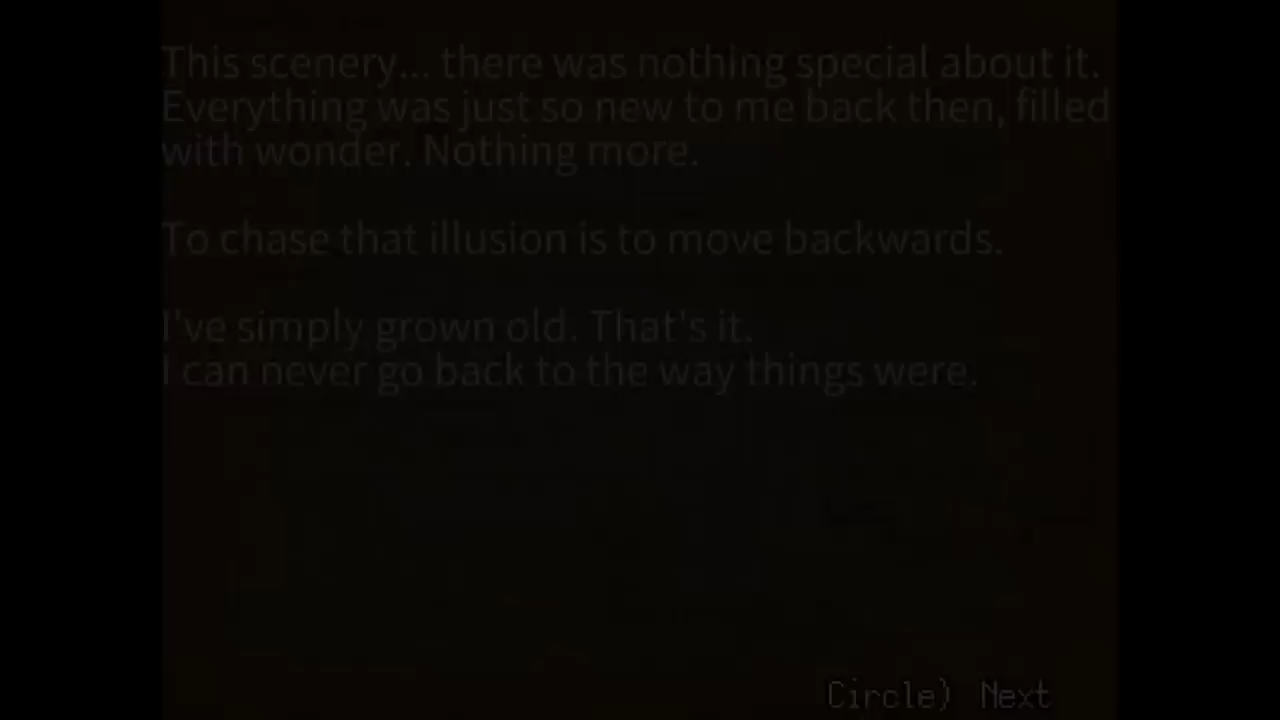 This scenery... there was nothing special about it.
Everything was just so new to me back then, filled
with wonder. Nothing more.
To chase that illusion is to move backwards.
I've simply grown old. That's it.
I can never go back to the way things were.
Circle) Next